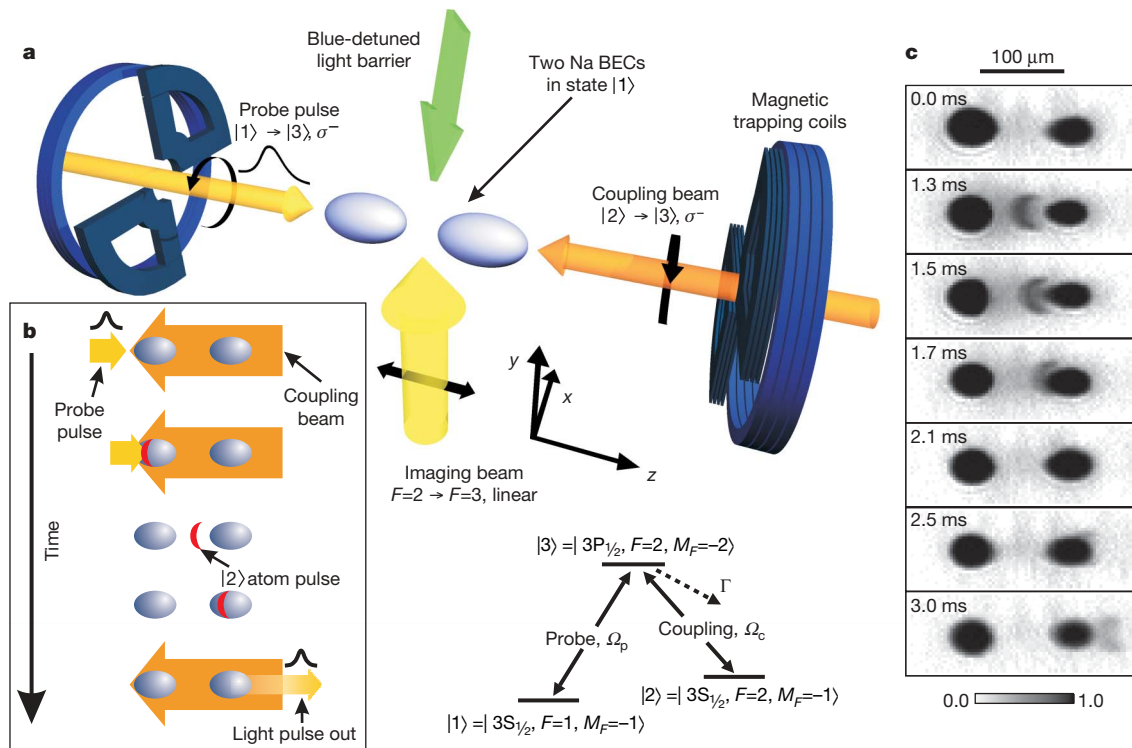 a
Blue-detuned
light barrier
Two Na BECs
in state |1⟩
Probe pulse
|1⟩ → |3⟩, σ⁻
Magnetic
trapping coils
Coupling beam
|2⟩ → |3⟩, σ⁻
Imaging beam
F=2 → F=3, linear
y
x
z
b
Time
Probe
pulse
Coupling
beam
|2⟩ atom pulse
Light pulse out
|3⟩ =| 3P1/2, F=2, MF=−2⟩
Γ
Probe, Ωp
Coupling, Ωc
|2⟩ =| 3S1/2, F=2, MF=−1⟩
|1⟩ =| 3S1/2, F=1, MF=−1⟩
c
100 μm
0.0 ms
1.3 ms
1.5 ms
1.7 ms
2.1 ms
2.5 ms
3.0 ms
0.0 1.0